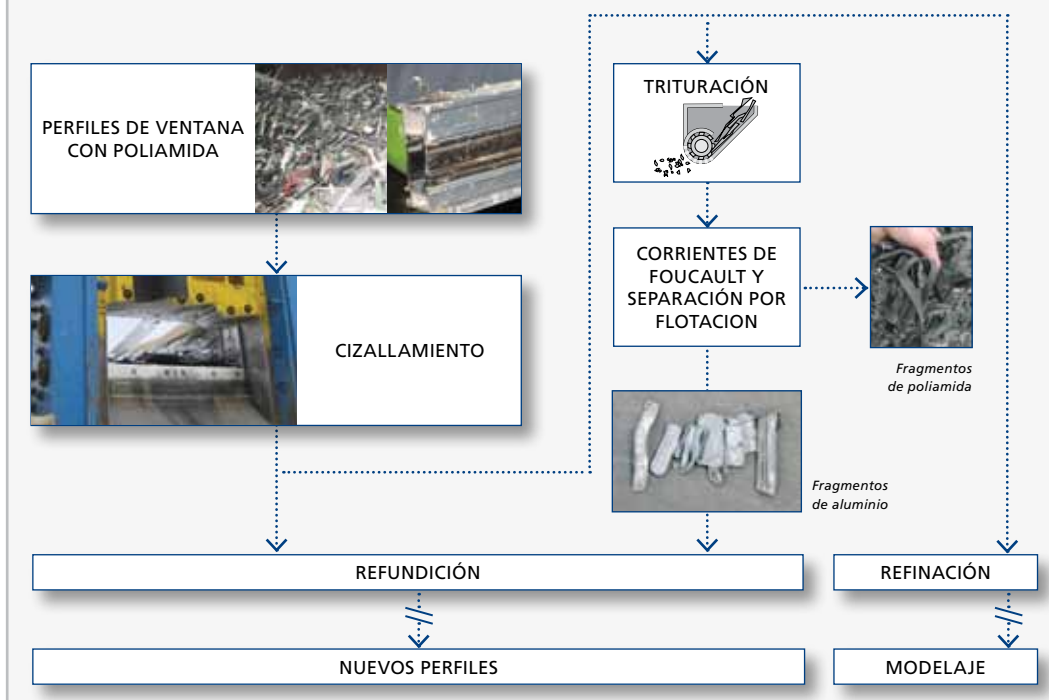 PERFILES DE VENTANA
CON POLIAMIDA
CIZALLAMIENTO
TRITURACIÓN
CORRIENTES DE
FOUCAULT Y
SEPARACIÓN POR
FLOTACION
Fragmentos
de poliamida
Fragmentos
de aluminio
REFUNDICIÓN
REFINACIÓN
NUEVOS PERFILES
MODELAJE